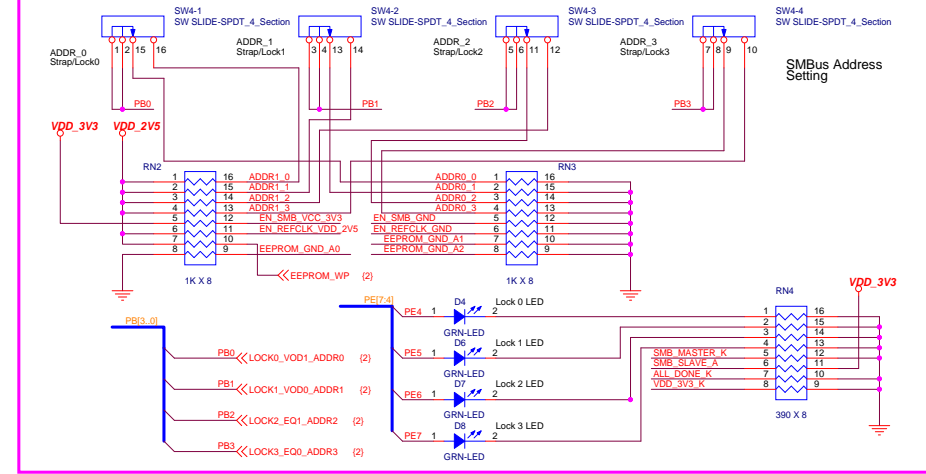 SW4-1
SW SLIDE-SPDT_4_Section
SW4-2
SW SLIDE-SPDT_4_Section
SW4-3
SW SLIDE-SPDT_4_Section
SW4-4
SW SLIDE-SPDT_4_Section
ADDR_0
Strap/Lock0
1 2 15 16
ADDR_1
Strap/Lock1
3 4 13 14
ADDR_2
Strap/Lock2
5 6 11 12
ADDR_3
Strap/Lock3
7 8 9 10
SMBus Address
Setting
PB0
PB1
PB2
PB3
VDD_3V3
VDD_2V5
RN2
1 16 ADDR1_0
2 15 ADDR1_1
3 14 ADDR1_2
4 13 ADDR1_3
5 12 EN_SMB_VCC_3V3
6 11 EN_REFCLK_VDD_2V5
7 10
8 9 EEPROM_GND_A0
1K X 8
EEPROM_WP {2}
RN3
ADDR0_0 1 16
ADDR0_1 2 15
ADDR0_2 3 14
ADDR0_3 4 13
EN_SMB_GND 5 12
EN_REFCLK_GND 6 11
EEPROM_GND_A1 7 10
EEPROM_GND_A2 8 9
1K X 8
PB[3..0]
PB0 LOCK0_VOD1_ADDR0 {2}
PB1 LOCK1_VOD0_ADDR1 {2}
PB2 LOCK2_EQ1_ADDR2 {2}
PB3 LOCK3_EQ0_ADDR3 {2}
PE[7:4]
D4 Lock 0 LED
PE4 1 2
GRN-LED
D6 Lock 1 LED
PE5 1 2
GRN-LED
D7 Lock 2 LED
PE6 1 2
GRN-LED
D8 Lock 3 LED
PE7 1 2
GRN-LED
VDD_3V3
RN4
1 16
2 15
3 14
4 13
SMB_MASTER_K 5 12
SMB_SLAVE_A 6 11
ALL_DONE_K 7 10
VDD_3V3_K 8 9
390 X 8